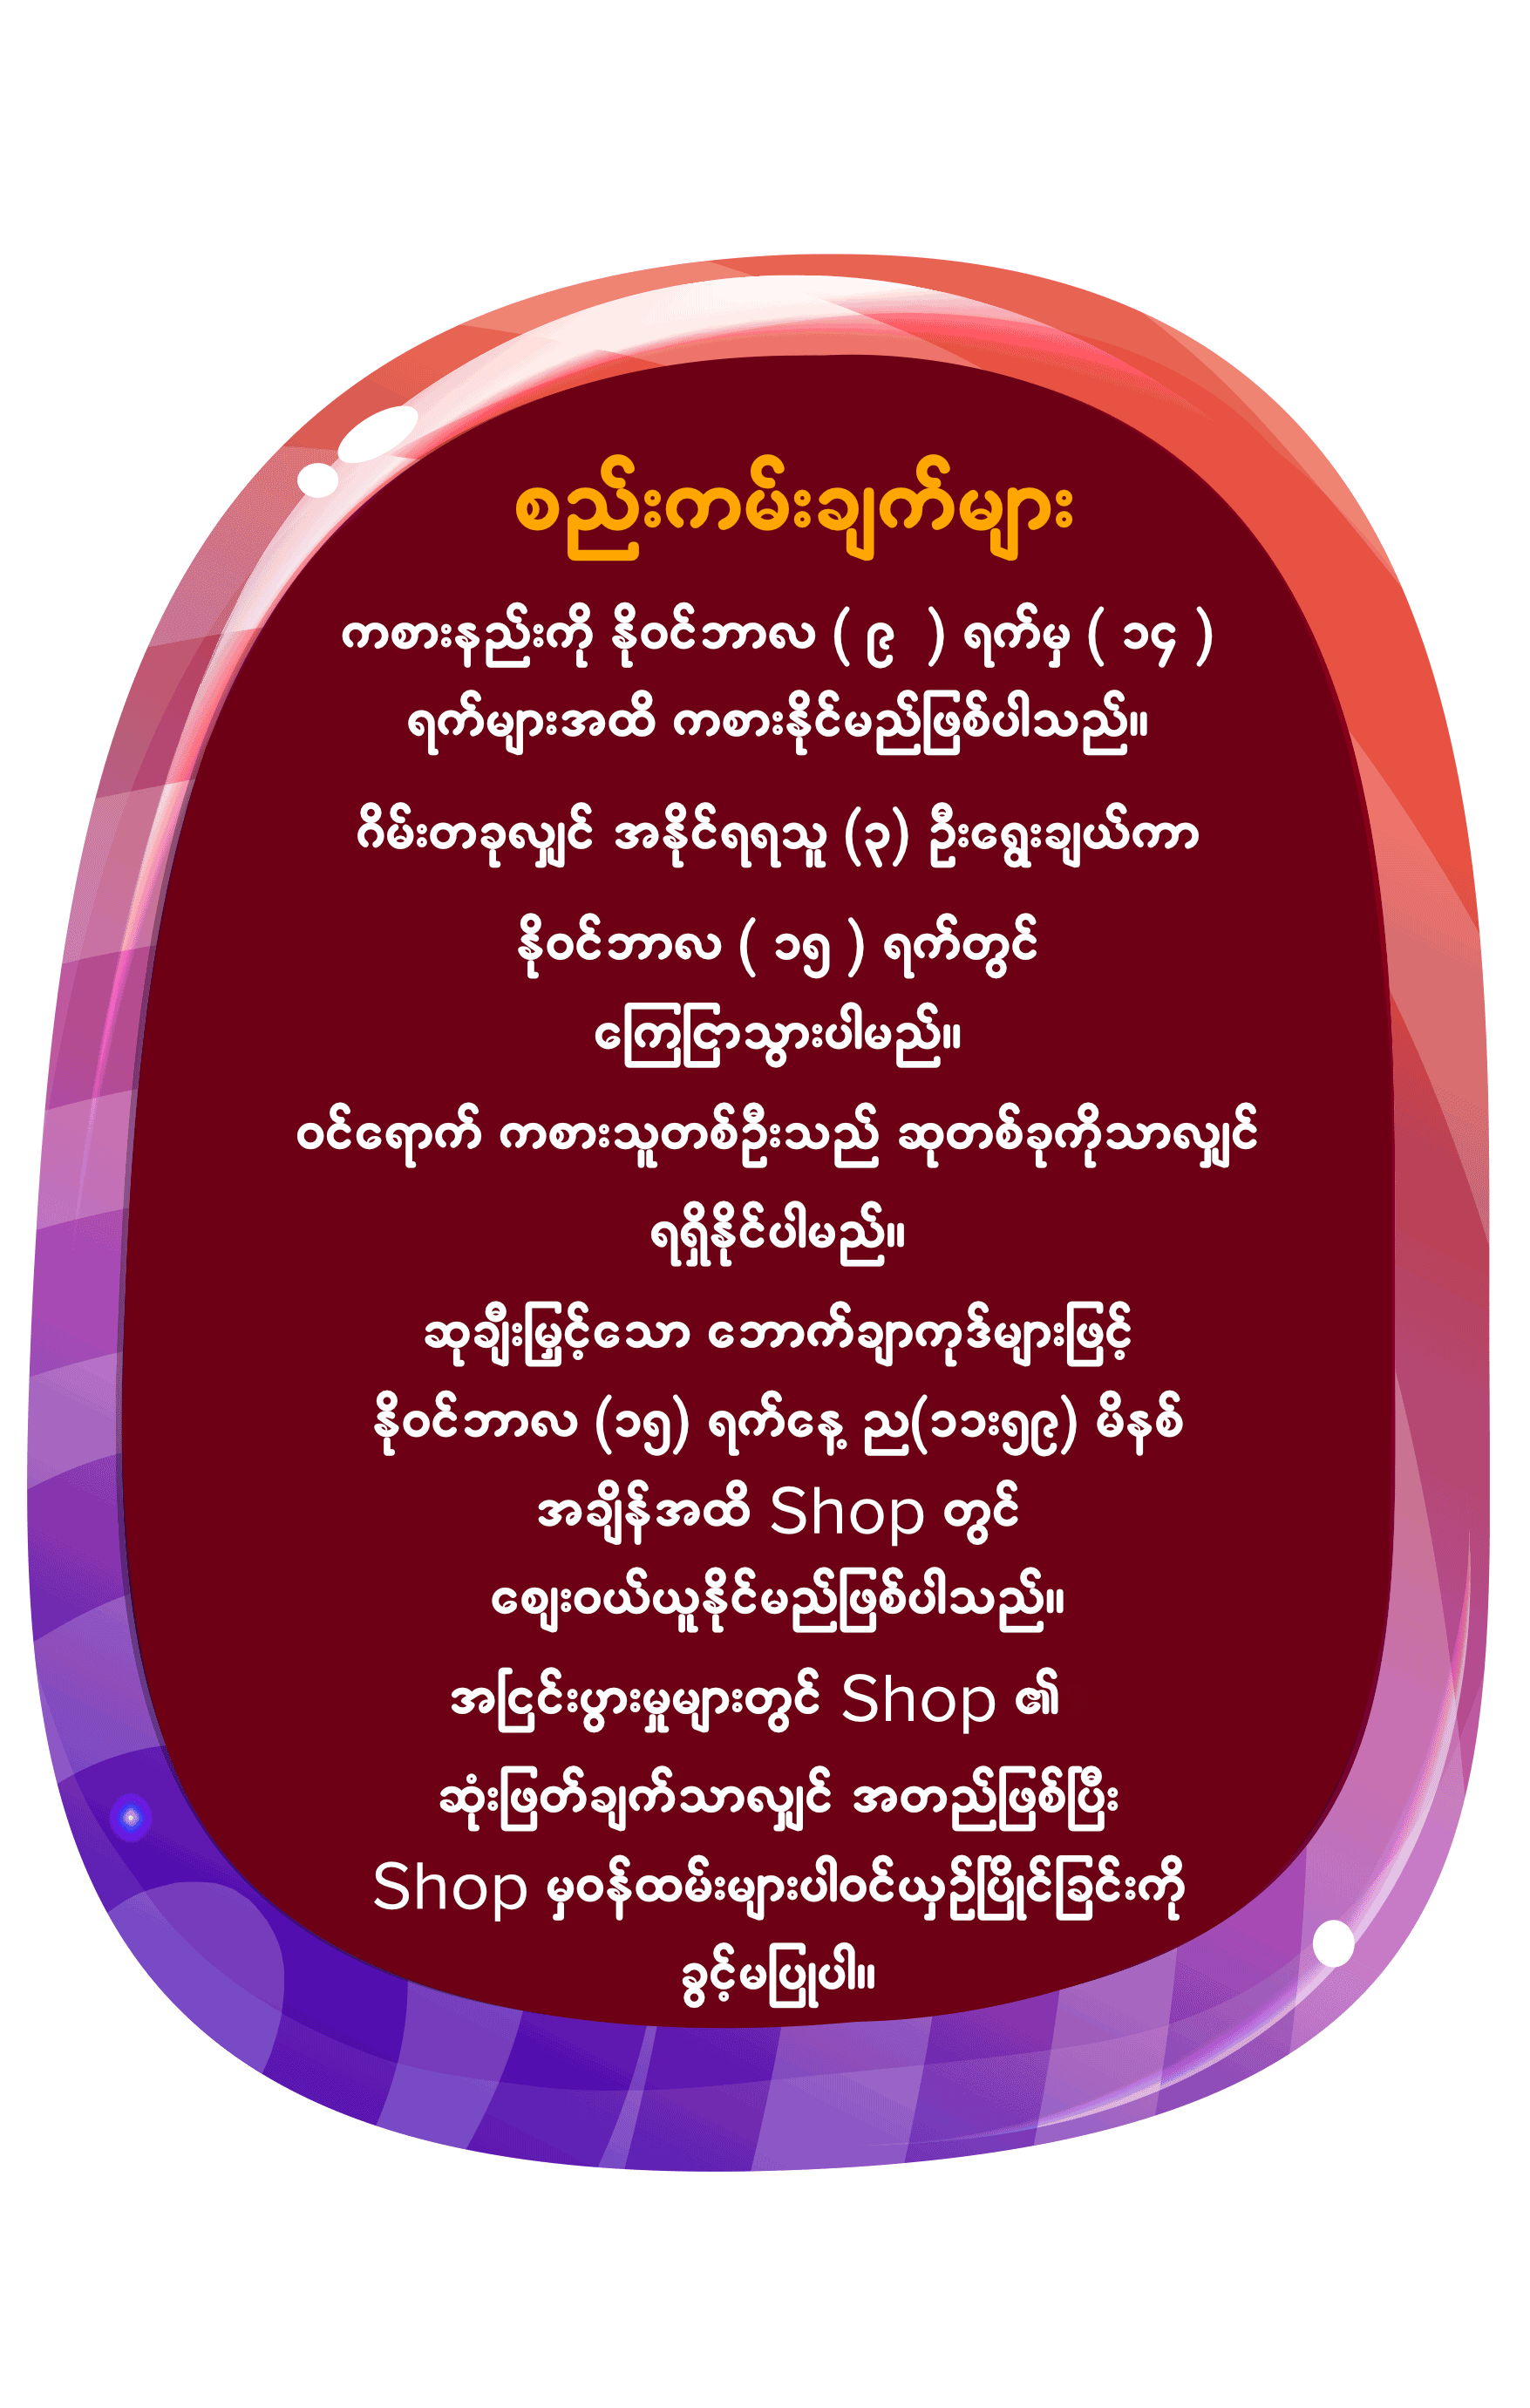 စည်းကမ်းချက်များ
ကစားနည်းကို နိုဝင်ဘာလ ( ၉ ) ရက်မှ ( ၁၄ )
ရက်များအထိ ကစားနိုင်မည်ဖြစ်ပါသည်။
ဂိမ်းတခုလျှင် အနိုင်ရရသူ (၃) ဦးရွေးချယ်ကာ
နိုဝင်ဘာလ ( ၁၅ ) ရက်တွင်
ကြေငြာသွားပါမည်။
ဝင်ရောက် ကစားသူတစ်ဦးသည် ဆုတစ်ခုကိုသာလျှင်
ရရှိနိုင်ပါမည်။
ဆုချီးမြှင့်သော ဘောက်ချာကုဒ်များဖြင့်
နိုဝင်ဘာလ (၁၅) ရက်နေ့ ည(၁၁း၅၉) မိနစ်
အချိန်အထိ Shop တွင်
ဈေးဝယ်ယူနိုင်မည်ဖြစ်ပါသည်။
အငြင်းပွားမှုများတွင် Shop ၏
ဆုံးဖြတ်ချက်သာလျှင် အတည်ဖြစ်ပြီး
Shop မှဝန်ထမ်းများပါဝင်ယှဉ်ပြိုင်ခြင်းကို
ခွင့်မပြုပါ။